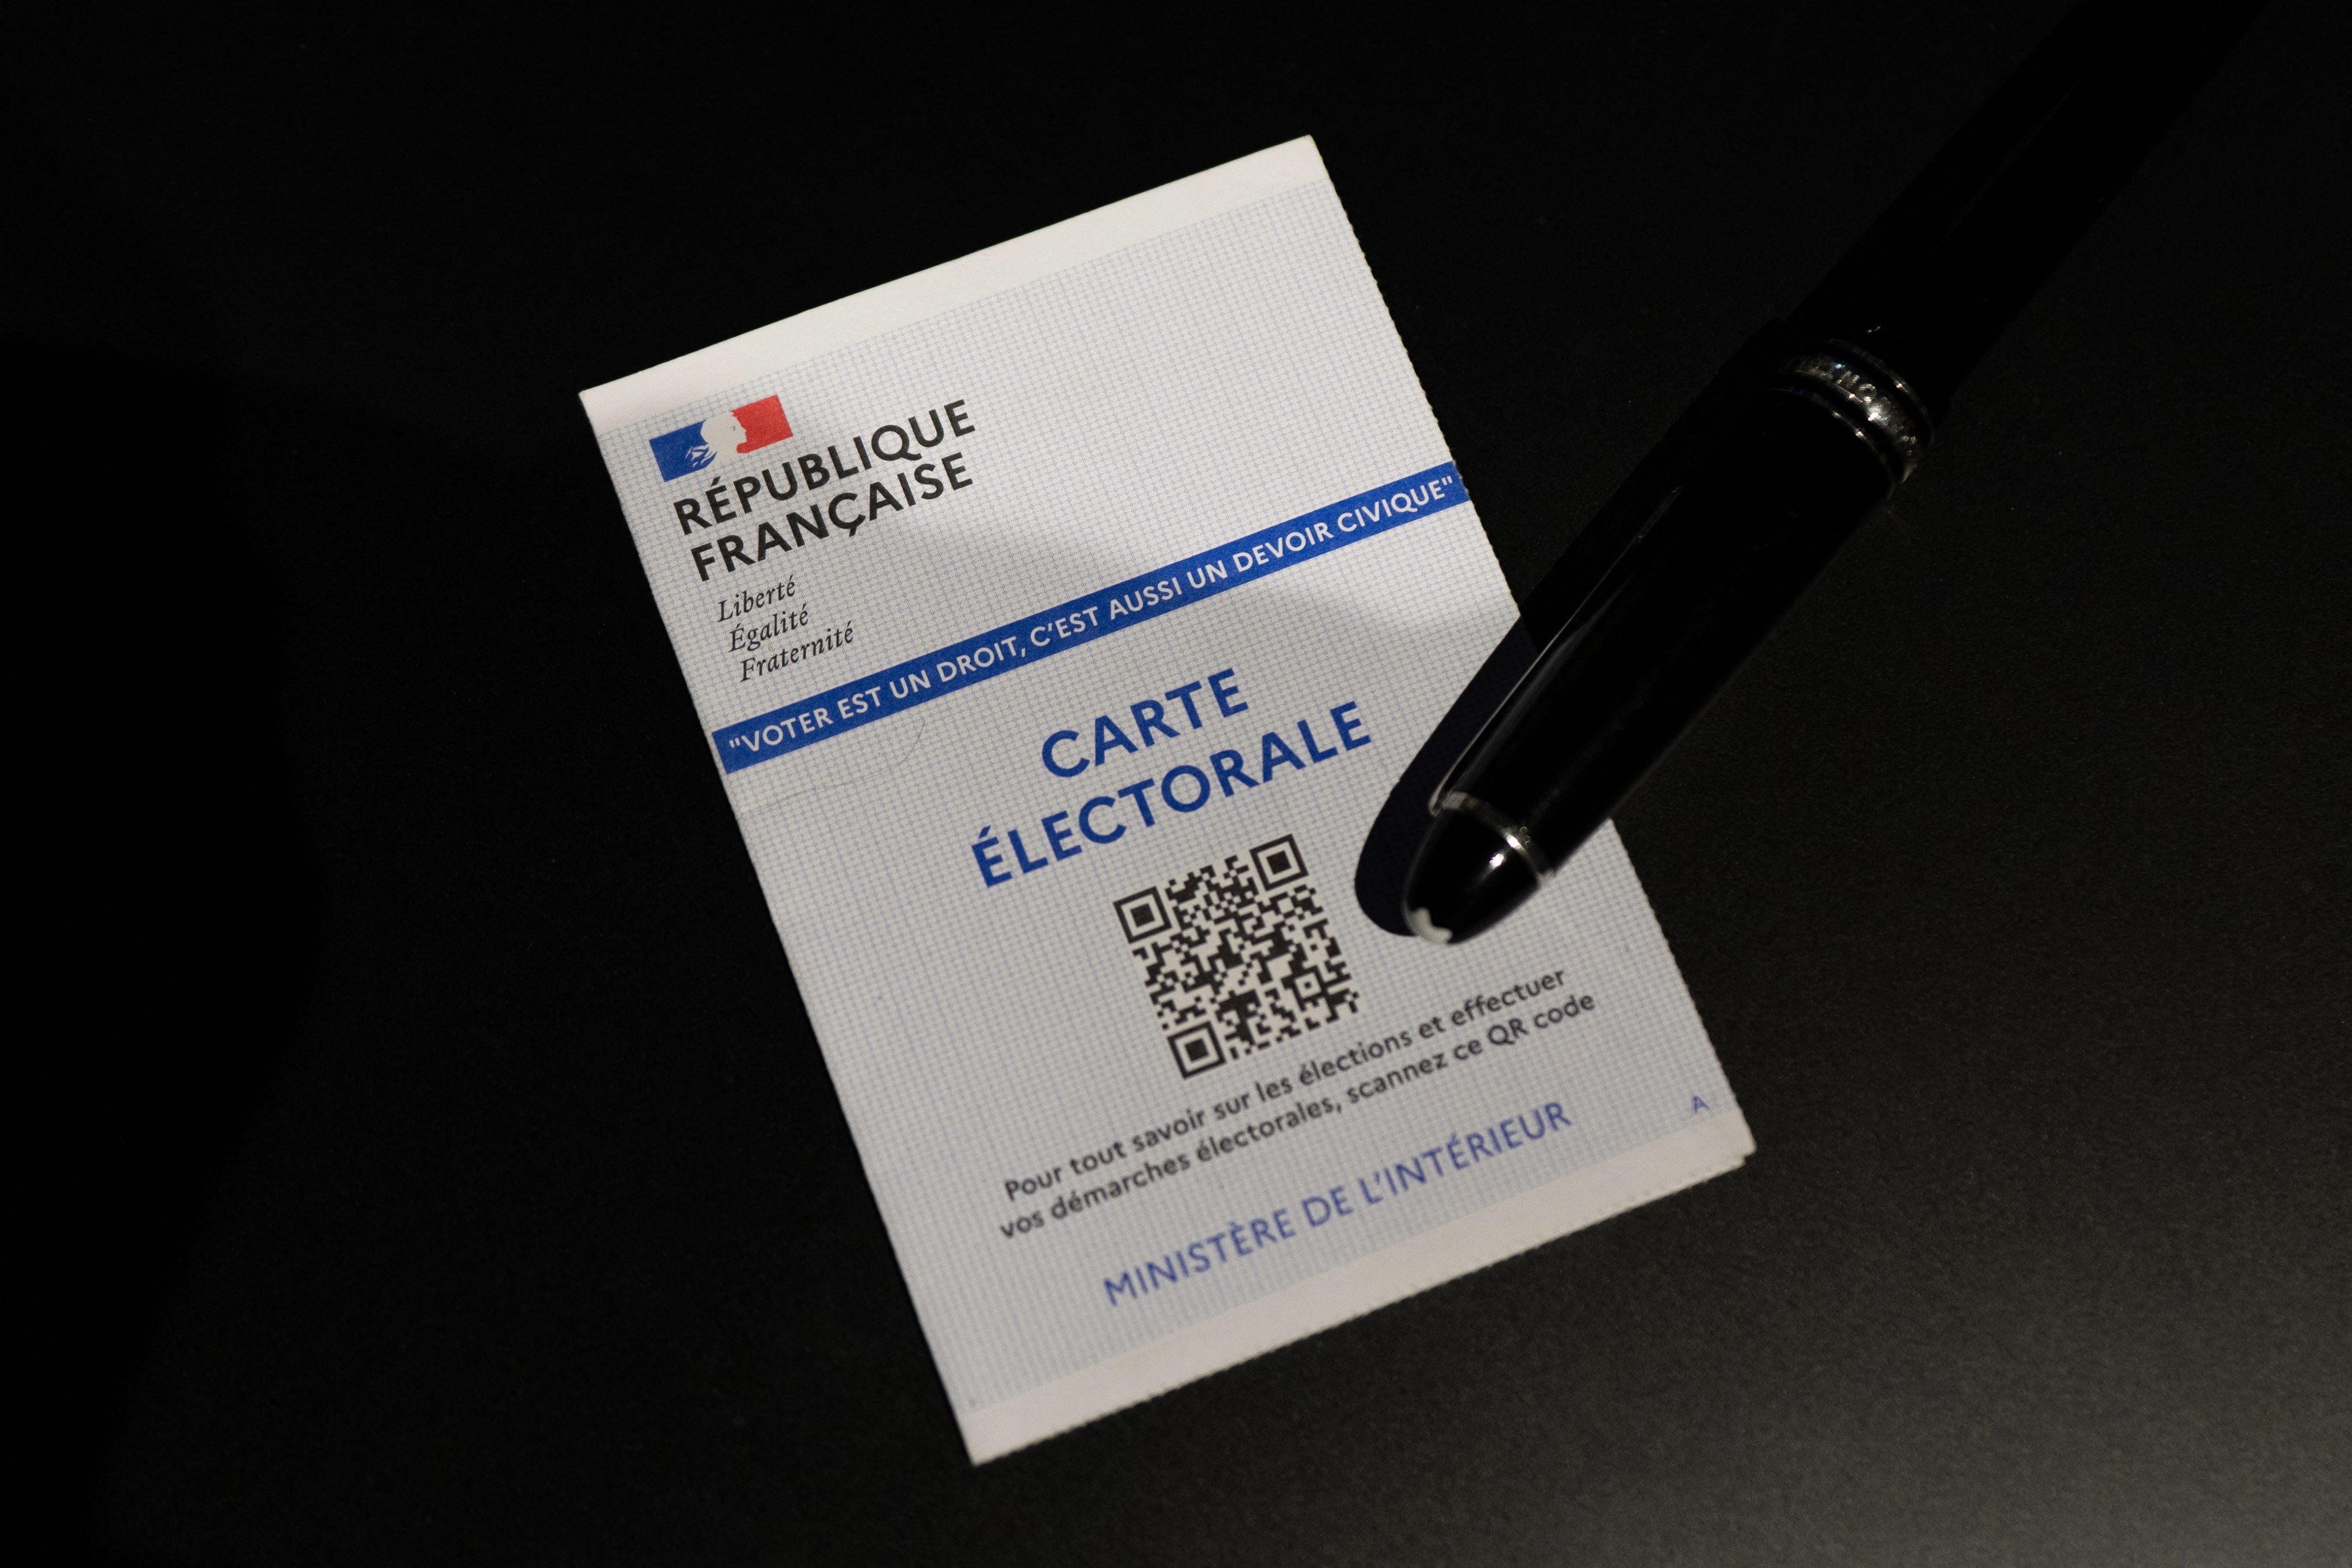 RÉPUBLIQUE
FRANÇAISE
Liberté
Égalité
Fraternité
"VOTER EST UN DROIT, C'EST AUSSI UN DEVOIR CIVIQUE"
CARTE
ÉLECTORALE
Pour tout savoir sur les élections et effectuer
vos démarches électorales, scannez ce QR code
MINISTÈRE DE L'INTÉRIEUR
A